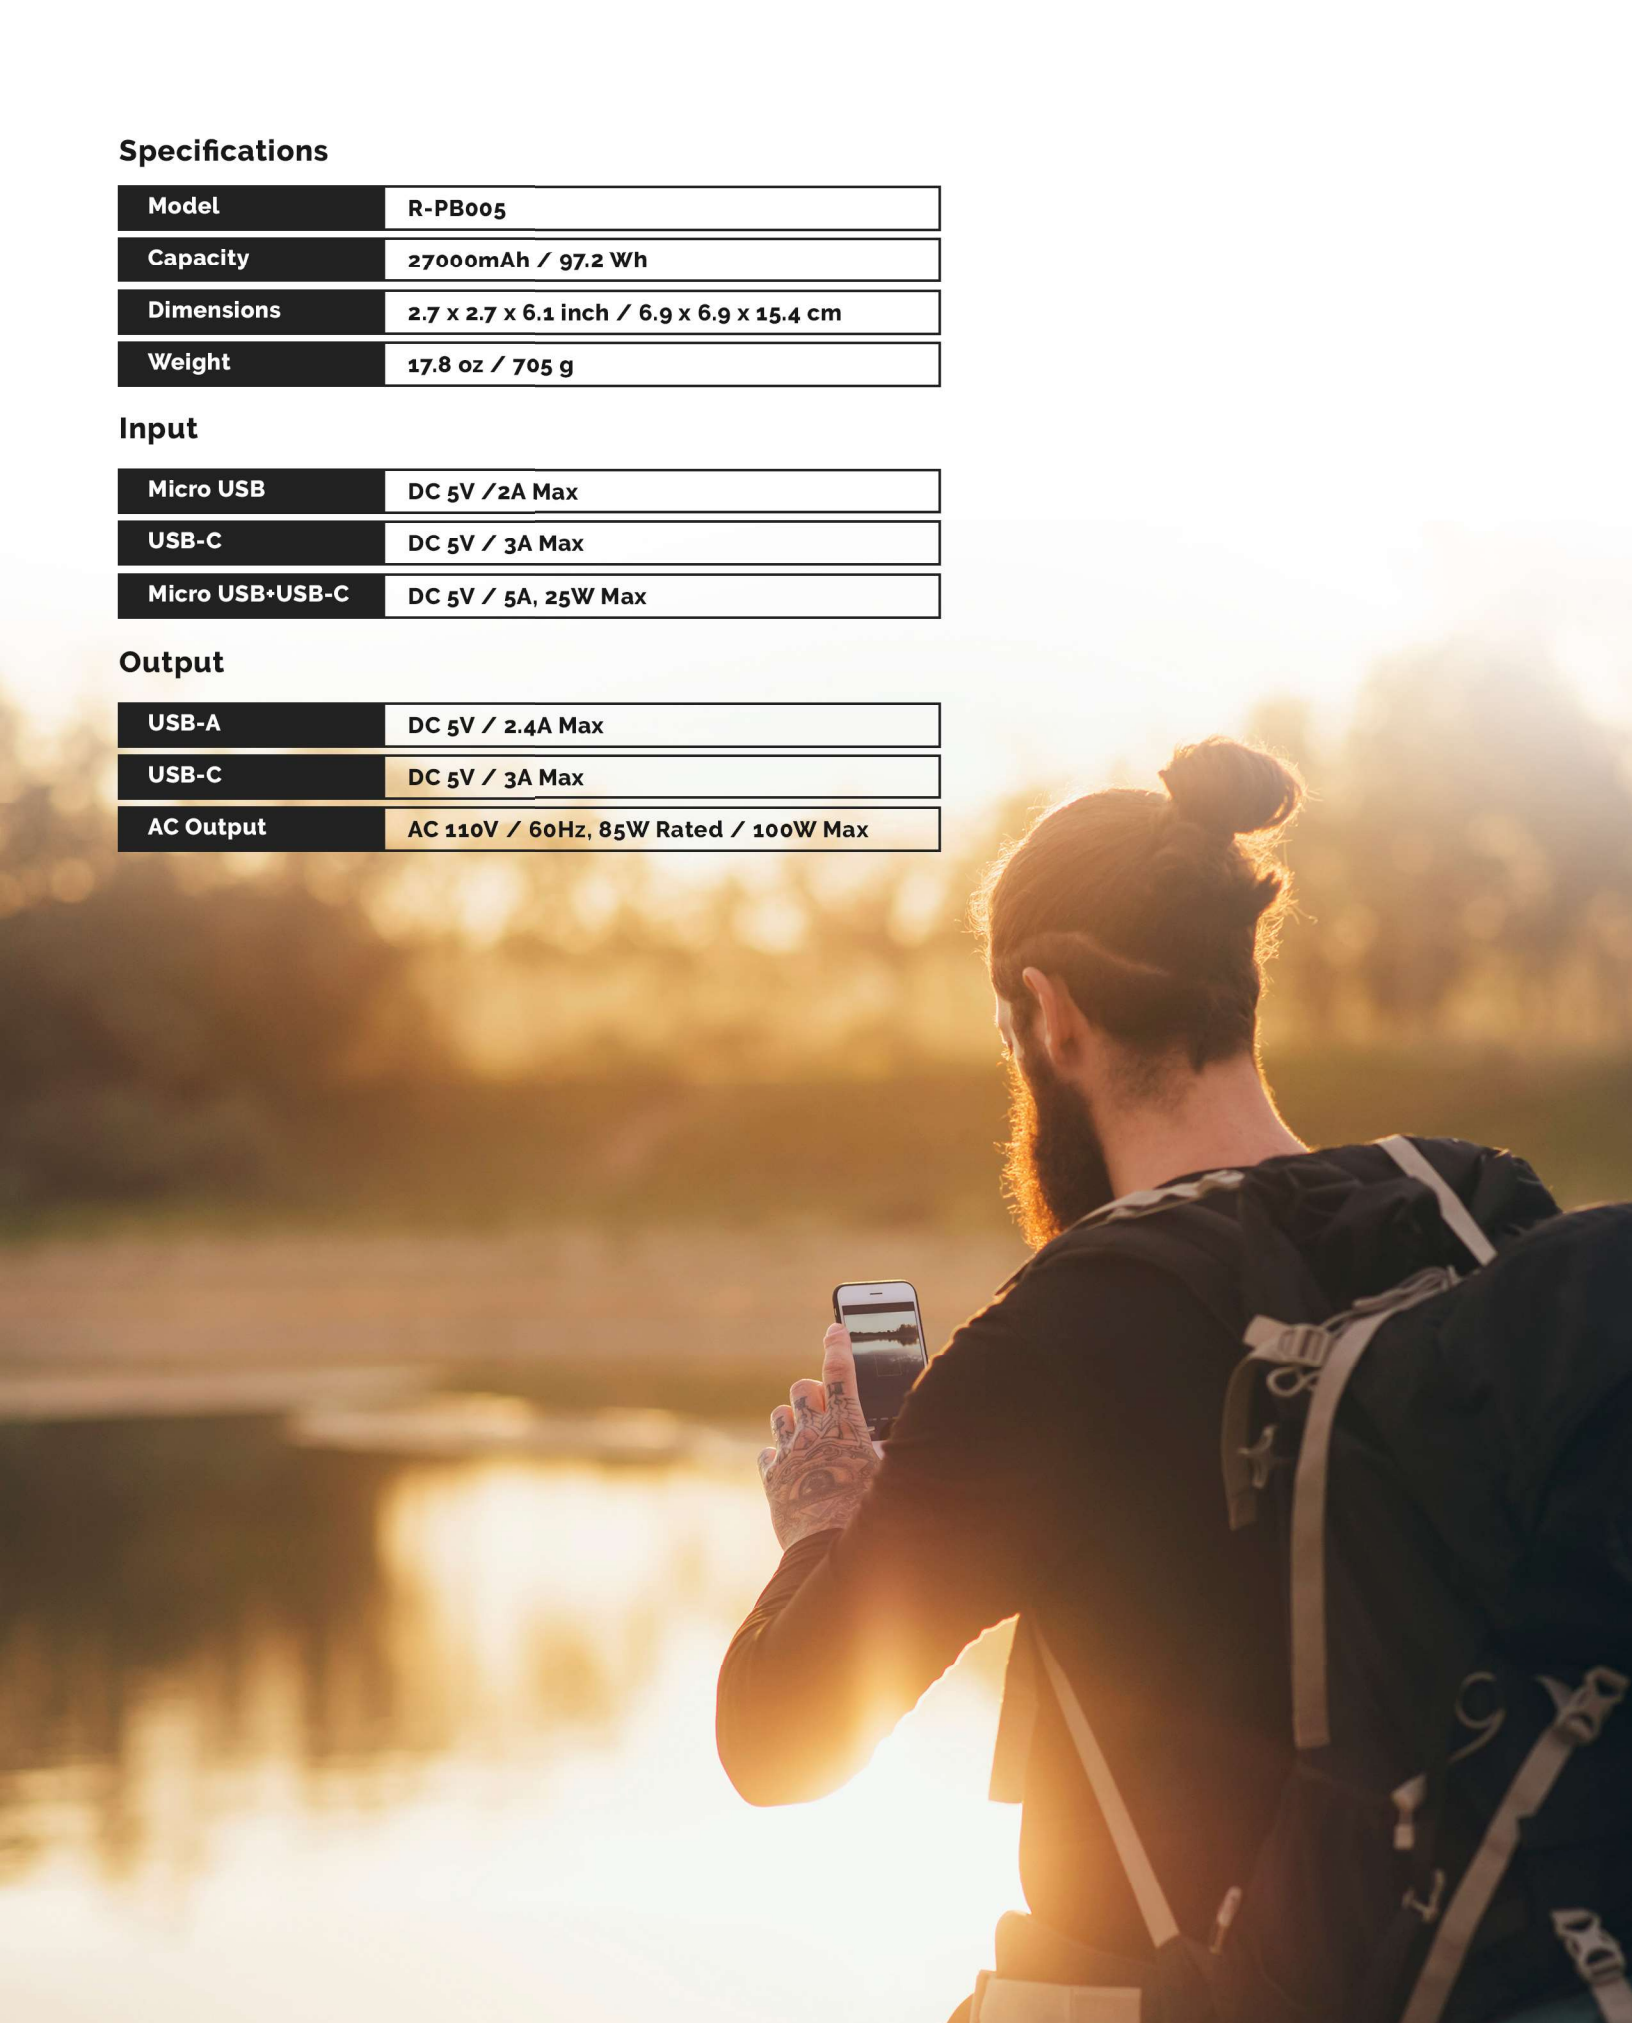 Specifications
Model R-PB005
Capacity 27000mAh / 97.2 Wh
Dimensions 2.7 x 2.7 x 6.1 inch / 6.9 x 6.9 x 15.4 cm
Weight 17.8 oz / 705 g
Input
Micro USB DC 5V /2A Max
USB-C DC 5V / 3A Max
Micro USB+USB-C DC 5V / 5A, 25W Max
Output
USB-A DC 5V / 2.4A Max
USB-C DC 5V / 3A Max
AC Output AC 110V / 60Hz, 85W Rated / 100W Max